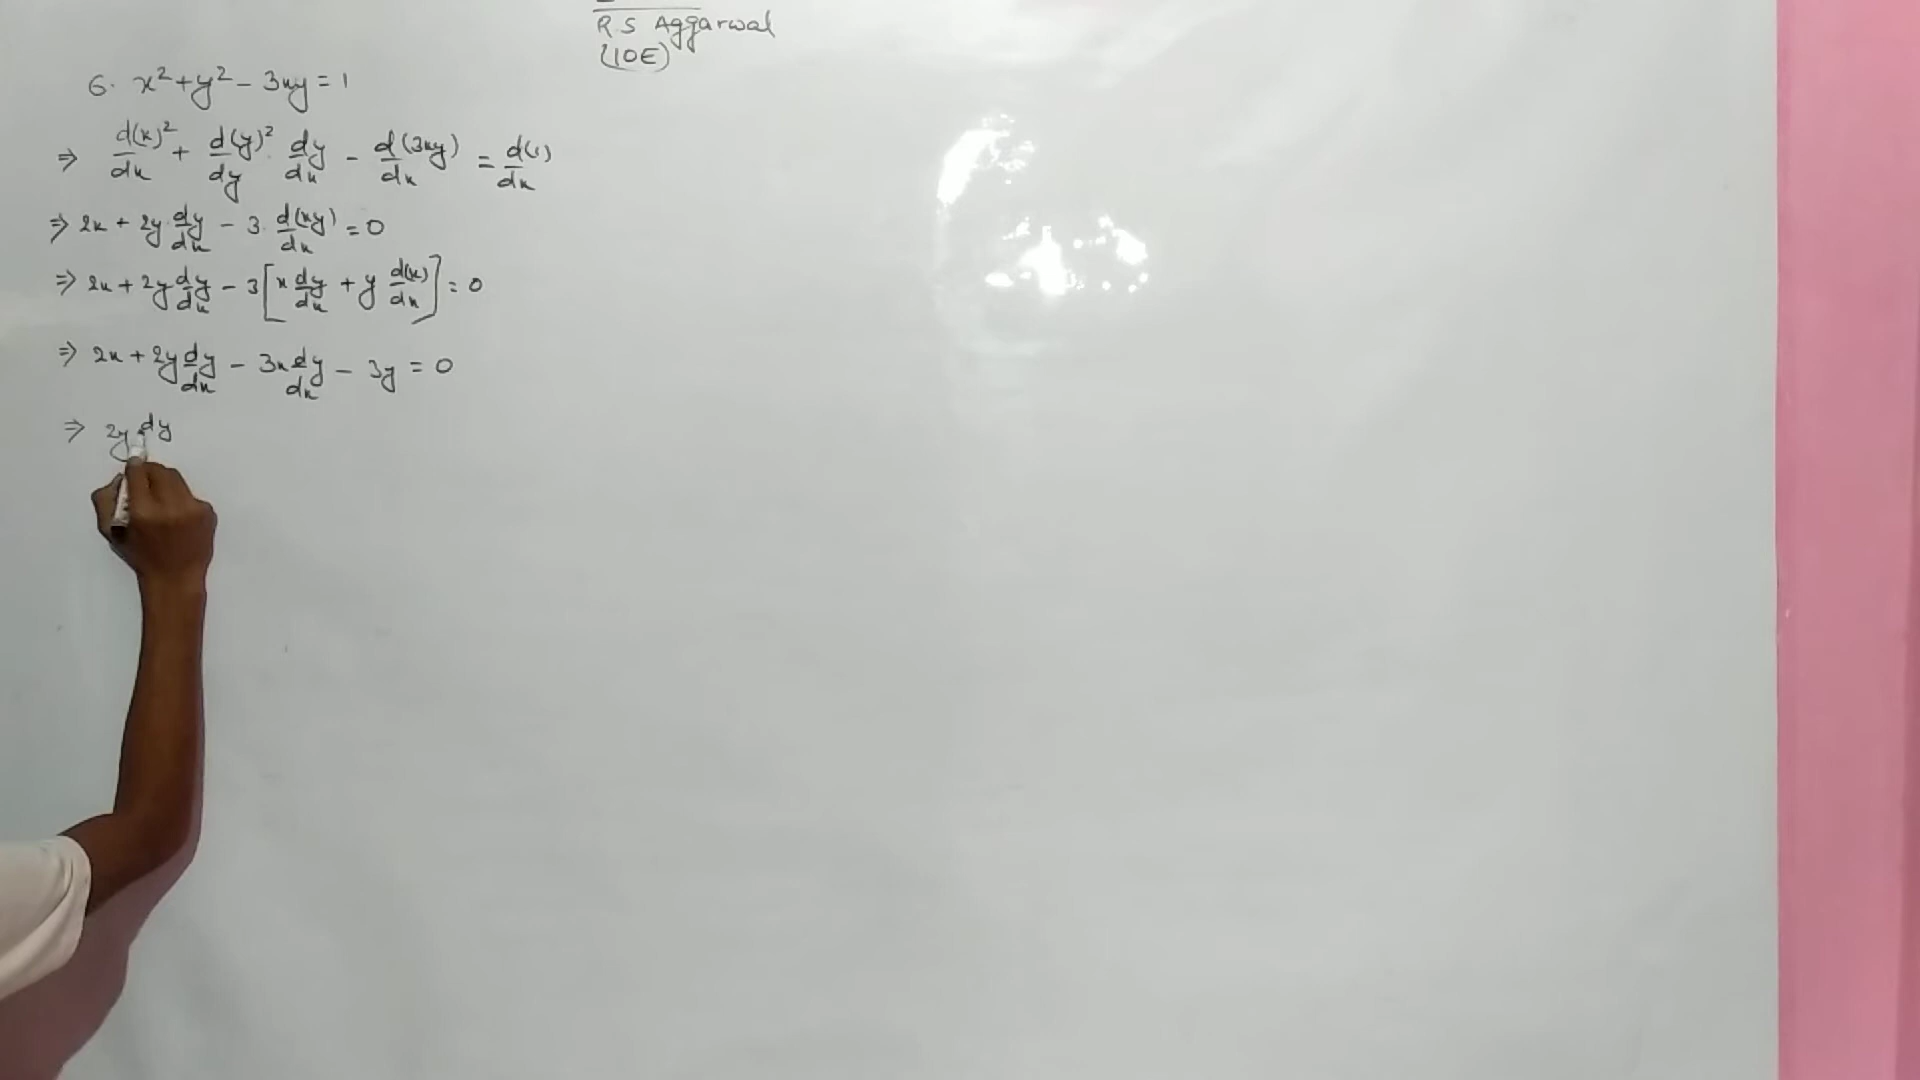 R S Aggarwal
(10E)
6. x² + y² - 3xy = 1
⇒ d(x)²/dx + d(y)²/dy · dy/dx - d(3xy)/dx = d(1)/dx
⇒ 2x + 2y dy/dx - 3 · d(xy)/dx = 0
⇒ 2x + 2y dy/dx - 3[x dy/dx + y d(x)/dx] = 0
⇒ 2x + 2y dy/dx - 3x dy/dx - 3y = 0
⇒ 2y dy